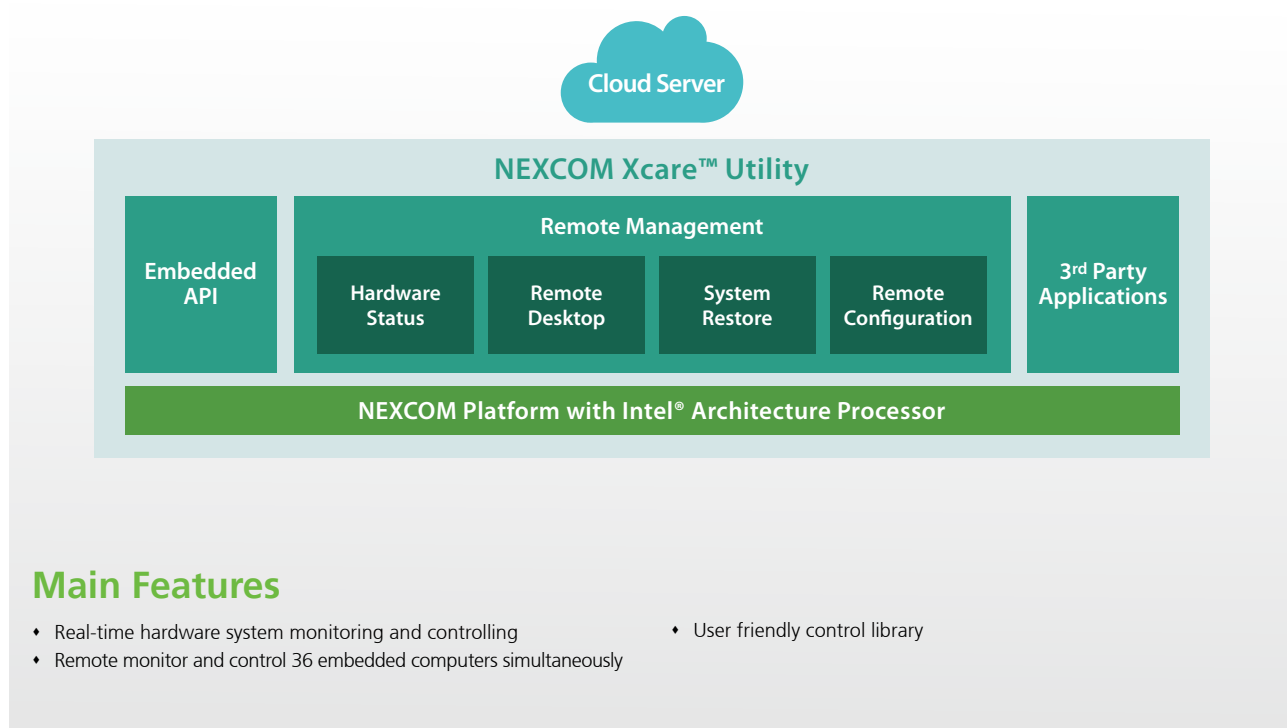 Cloud Server
NEXCOM Xcare™ Utility
Embedded
API
Remote Management
Hardware
Status
Remote
Desktop
System
Restore
Remote
Configuration
3rd Party
Applications
NEXCOM Platform with Intel® Architecture Processor
Main Features
• Real-time hardware system monitoring and controlling
• Remote monitor and control 36 embedded computers simultaneously
• User friendly control library